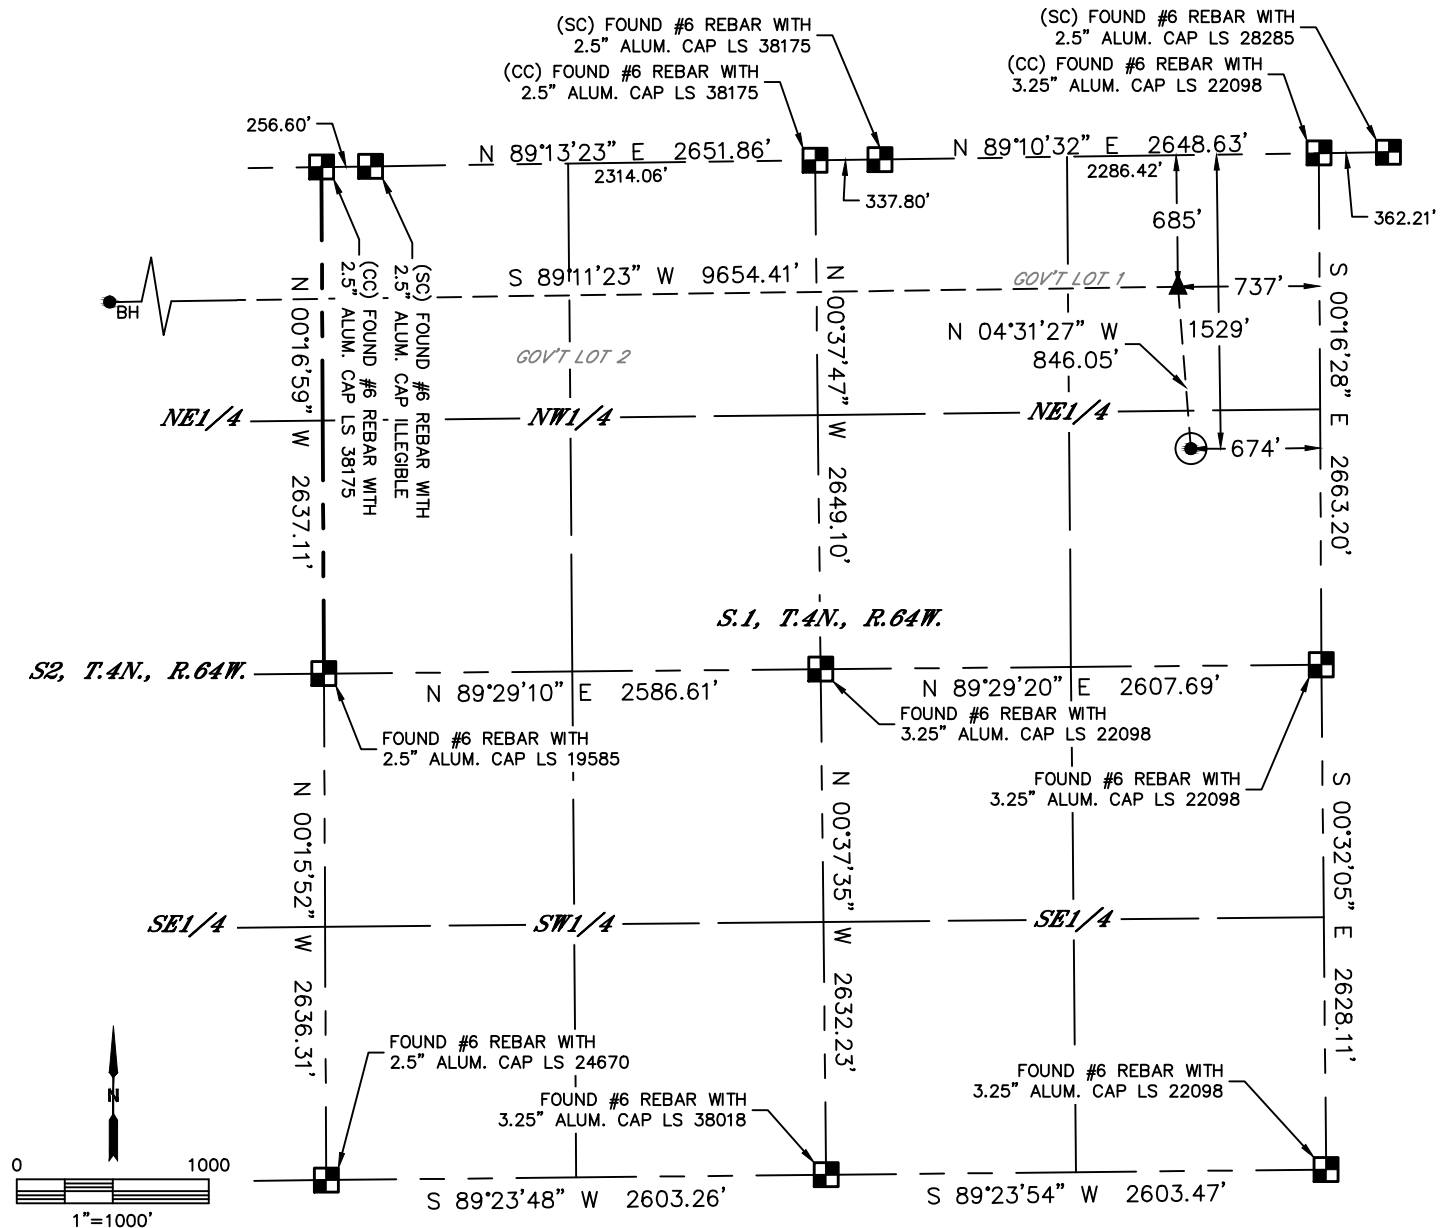 (SC) FOUND #6 REBAR WITH
2.5" ALUM. CAP LS 38175
(CC) FOUND #6 REBAR WITH
2.5" ALUM. CAP LS 38175
(SC) FOUND #6 REBAR WITH
2.5" ALUM. CAP LS 28285
(CC) FOUND #6 REBAR WITH
3.25" ALUM. CAP LS 22098
256.60'
N 89°13'23" E 2651.86'
2314.06'
N 89°10'32" E 2648.63'
2286.42'
337.80'
362.21'
685'
BH
S 89°11'23" W 9654.41'
GOV'T LOT 1
737'
N 04°31'27" W
846.05'
1529'
GOV'T LOT 2
N 00°16'59" W 2637.11'
(CC) FOUND #6 REBAR WITH
2.5" ALUM. CAP LS 38175
(SC) FOUND #6 REBAR WITH
2.5" ALUM. CAP ILLEGIBLE
N 00°37'47" W 2649.10'
S 00°16'28" E 2663.20'
NE1/4
NW1/4
NE1/4
674'
S.1, T.4N., R.64W.
S2, T.4N., R.64W.
N 89°29'10" E 2586.61'
N 89°29'20" E 2607.69'
FOUND #6 REBAR WITH
2.5" ALUM. CAP LS 19585
FOUND #6 REBAR WITH
3.25" ALUM. CAP LS 22098
FOUND #6 REBAR WITH
3.25" ALUM. CAP LS 22098
N 00°15'52" W 2636.31'
N 00°37'35" W 2632.23'
S 00°32'05" E 2628.11'
SE1/4
SW1/4
SE1/4
FOUND #6 REBAR WITH
2.5" ALUM. CAP LS 24670
FOUND #6 REBAR WITH
3.25" ALUM. CAP LS 38018
FOUND #6 REBAR WITH
3.25" ALUM. CAP LS 22098
N
0 1000
1"=1000'
S 89°23'48" W 2603.26'
S 89°23'54" W 2603.47'